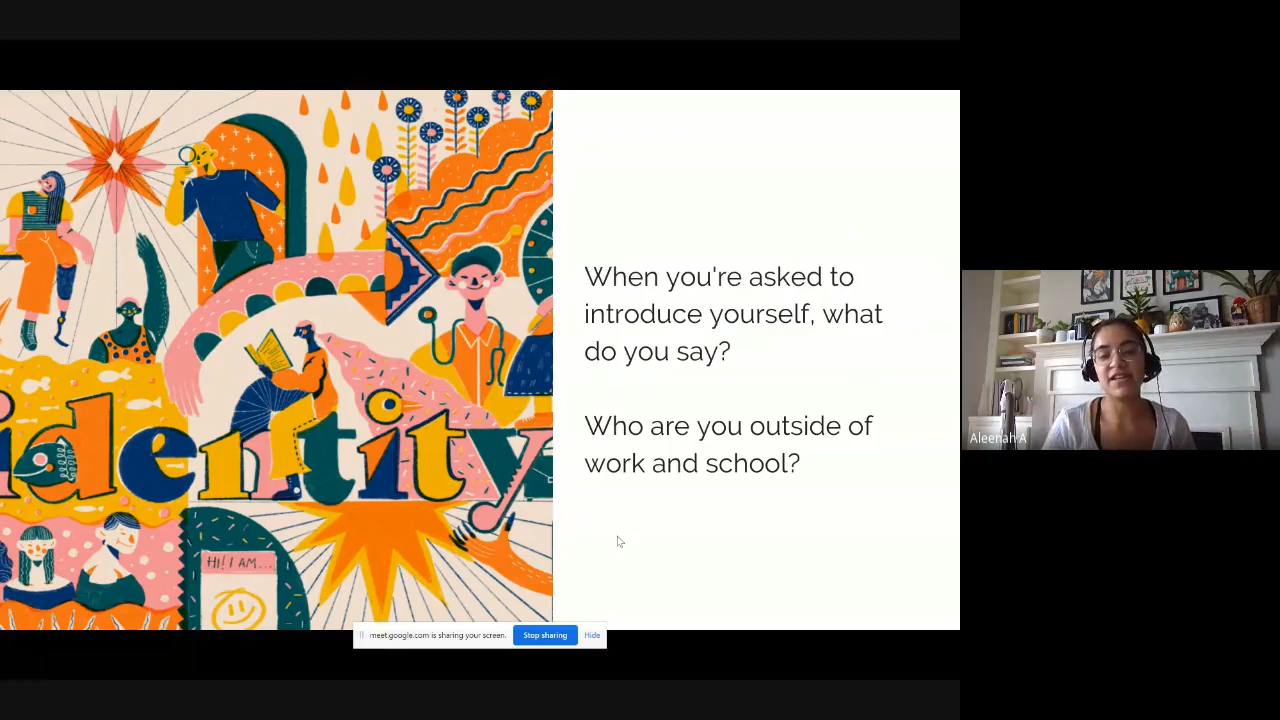 identity
HI! I AM...
When you're asked to
introduce yourself, what
do you say?
Who are you outside of
work and school?
Aleenah A
meet.google.com is sharing your screen.
Stop sharing
Hide